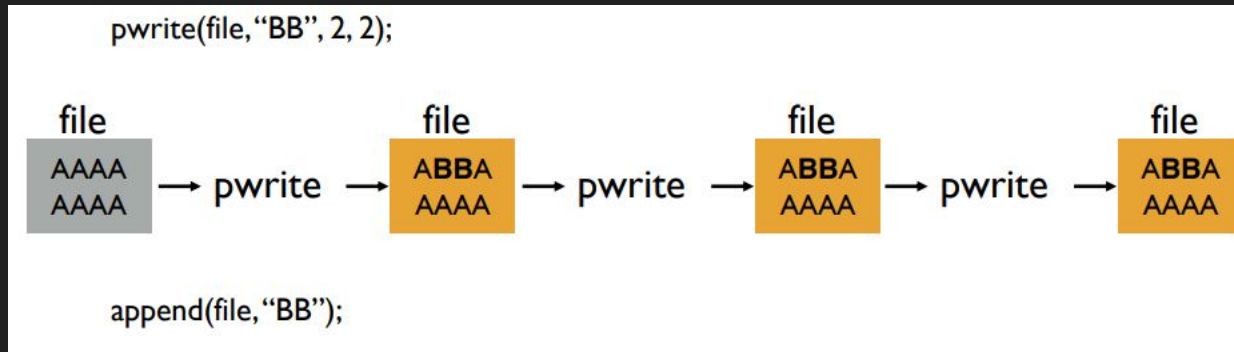 pwrite(file, “BB”, 2, 2);
file file file file
AAAA
AAAA → pwrite → ABBA
AAAA → pwrite → ABBA
AAAA → pwrite → ABBA
AAAA
append(file, “BB”);